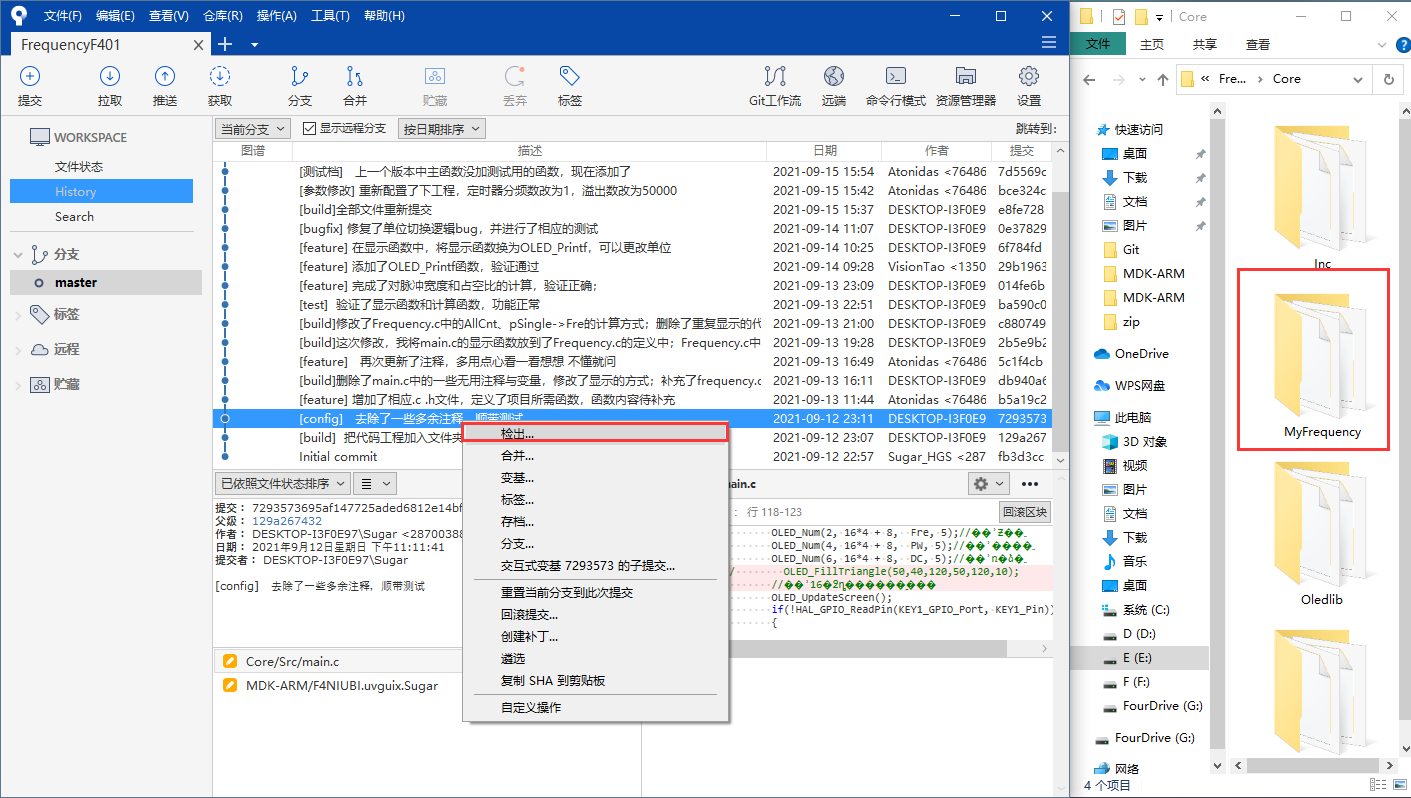 文件(F) 编辑(E) 查看(V) 仓库(R) 操作(A) 工具(T) 帮助(H)
FrequencyF401
提交 拉取 推送 获取 分支 合并 贮藏 丢弃 标签 Git工作流 远端 命令行模式 资源管理器 设置
WORKSPACE
文件状态
History
Search
分支
master
标签
远程
贮藏
当前分支 显示远程分支 按日期排序 跳转到:
图谱 描述 日期 作者 提交
[测试档] 上一个版本中主函数没加测试用的函数，现在添加了 2021-09-15 15:54 Atonidas <76486 7d5569c
[参数修改] 重新配置了下工程，定时器分频数改为1，溢出数改为50000 2021-09-15 15:42 Atonidas <76486 bce324c
[build]全部文件重新提交 2021-09-15 15:37 DESKTOP-I3F0E9 e8fe728
[bugfix] 修复了单位切换逻辑bug，并进行了相应的测试 2021-09-14 11:07 DESKTOP-I3F0E9 0e37829
[feature] 在显示函数中，将显示函数换为OLED_Printf，可以更改单位 2021-09-14 10:25 DESKTOP-I3F0E9 6f784fd
[feature] 添加了OLED_Printf函数，验证通过 2021-09-14 09:28 VisionTao <1350 29b1963
[feature] 完成了对脉冲宽度和占空比的计算，验证正确； 2021-09-13 23:09 DESKTOP-I3F0E9 014fe6b
[test] 验证了显示函数和计算函数，功能正常 2021-09-13 22:51 DESKTOP-I3F0E9 ba590c0
[build]修改了Frequency.c中的AllCnt、pSingle->Fre的计算方式；删除了重复显示的代 2021-09-13 21:00 DESKTOP-I3F0E9 c880749
[build]这次修改，我将main.c的显示函数放到了Frequency.c的定义中；Frequency.c中 2021-09-13 19:28 DESKTOP-I3F0E9 2b5e9b2
[feature] 再次更新了注释，多用点心看一看想想 不懂就问 2021-09-13 16:49 Atonidas <76486 5c1f4cb
[build]删除了main.c中的一些无用注释与变量，修改了显示的方式；补充了frequency.c 2021-09-13 16:11 DESKTOP-I3F0E9 db940a6
[feature] 增加了相应.c .h文件，定义了项目所需函数，函数内容待补充 2021-09-13 11:44 Atonidas <76486 b5a19c2
[config] 去除了一些多余注释，顺带测试 2021-09-12 23:11 DESKTOP-I3F0E9 7293573
[build] 把代码工程加入文件夹 2021-09-12 23:07 DESKTOP-I3F0E9 129a267
Initial commit 2021-09-12 22:57 Sugar_HGS <287 fb3d3cc
检出...
合并...
变基...
标签...
存档...
分支...
交互式变基 7293573 的子提交...
重置当前分支到此次提交
回滚提交...
创建补丁...
遴选
复制 SHA 到剪贴板
自定义操作
已依照文件状态排序
提交： 7293573695af147725aded6812e14bf
父级： 129a267432
作者： DESKTOP-I3F0E97\Sugar <28700388
日期： 2021年9月12日星期日 下午11:11:41
提交者： DESKTOP-I3F0E97\Sugar
[config] 去除了一些多余注释，顺带测试
Core/Src/main.c
MDK-ARM/F4NIUBI.uvguix.Sugar
ain.c
： 行 118-123 回滚区块
OLED_Num(2, 16*4 + 8, Fre, 5);//
OLED_Num(4, 16*4 + 8, PW, 5);//
OLED_Num(6, 16*4 + 8, DC, 5);//
/ OLED_FillTriangle(50,40,120,50,120,10);
OLED_UpdateScreen();
if(!HAL_GPIO_ReadPin(KEY1_GPIO_Port, KEY1_Pin))
{
Core
文件 主页 共享 查看
« Fre... › Core
快速访问
桌面
下载
文档
图片
Git
MDK-ARM
MDK-ARM
zip
OneDrive
WPS网盘
此电脑
3D 对象
视频
图片
文档
下载
音乐
桌面
系统 (C:)
D (D:)
E (E:)
F (F:)
FourDrive (G:)
FourDrive (G:)
网络
Inc
MyFrequency
Oledlib
4 个项目